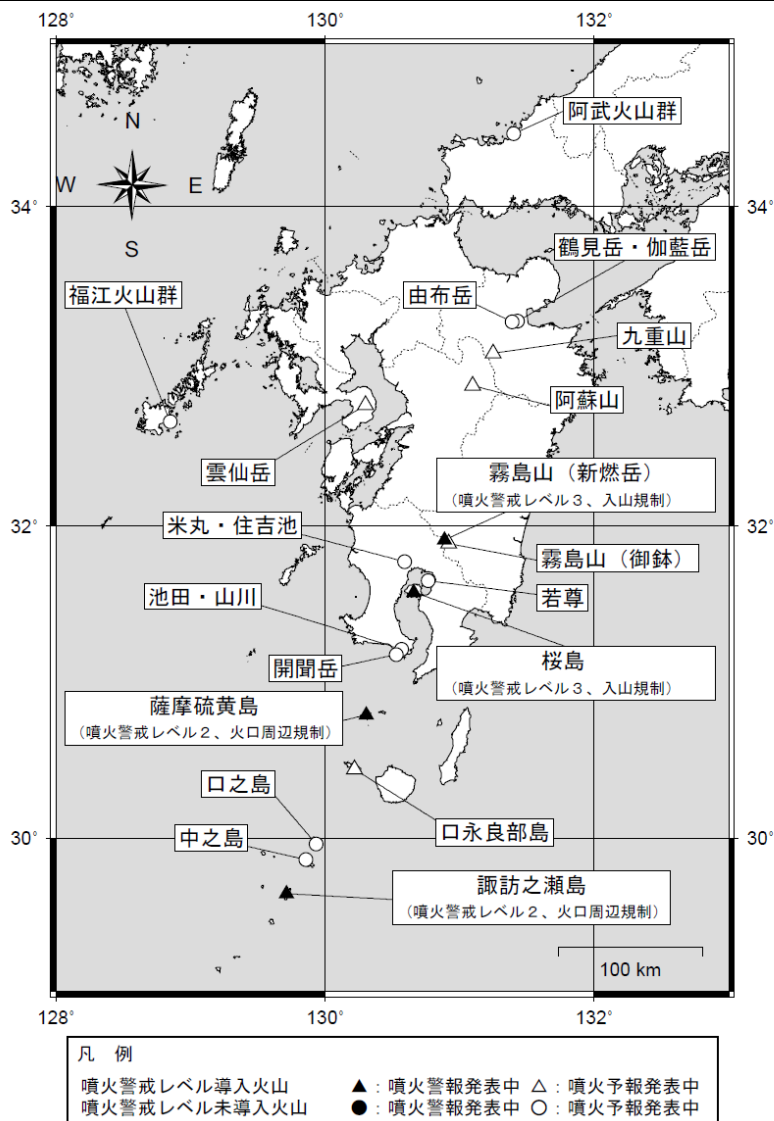 128°
130°
132°
阿武火山群
N
W
E
S
34°
鶴見岳・伽藍岳
福江火山群
由布岳
九重山
阿蘇山
雲仙岳
霧島山（新燃岳）
（噴火警戒レベル３、入山規制）
32°
米丸・住吉池
霧島山（御鉢）
池田・山川
若尊
桜島
（噴火警戒レベル３、入山規制）
開聞岳
薩摩硫黄島
（噴火警戒レベル２、火口周辺規制）
口之島
口永良部島
30°
中之島
諏訪之瀬島
（噴火警戒レベル２、火口周辺規制）
100 km
128°
130°
132°
凡　例
噴火警戒レベル導入火山　▲：噴火警報発表中 △：噴火予報発表中
噴火警戒レベル未導入火山　●：噴火警報発表中 ○：噴火予報発表中